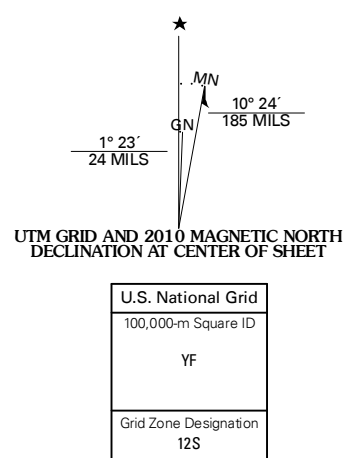 MN
10° 24´
185 MILS
GN
1° 23´
24 MILS
UTM GRID AND 2010 MAGNETIC NORTH
DECLINATION AT CENTER OF SHEET
U.S. National Grid
100,000-m Square ID
YF
Grid Zone Designation
12S